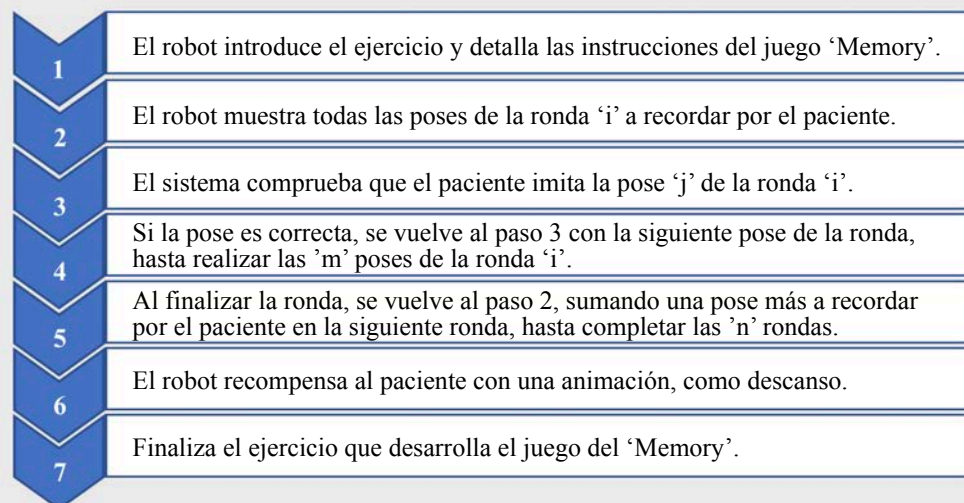 1
El robot introduce el ejercicio y detalla las instrucciones del juego ‘Memory’.
2
El robot muestra todas las poses de la ronda ‘i’ a recordar por el paciente.
3
El sistema comprueba que el paciente imita la pose ‘j’ de la ronda ‘i’.
4
Si la pose es correcta, se vuelve al paso 3 con la siguiente pose de la ronda,
hasta realizar las ’m’ poses de la ronda ‘i’.
5
Al finalizar la ronda, se vuelve al paso 2, sumando una pose más a recordar
por el paciente en la siguiente ronda, hasta completar las ’n’ rondas.
6
El robot recompensa al paciente con una animación, como descanso.
7
Finaliza el ejercicio que desarrolla el juego del ‘Memory’.